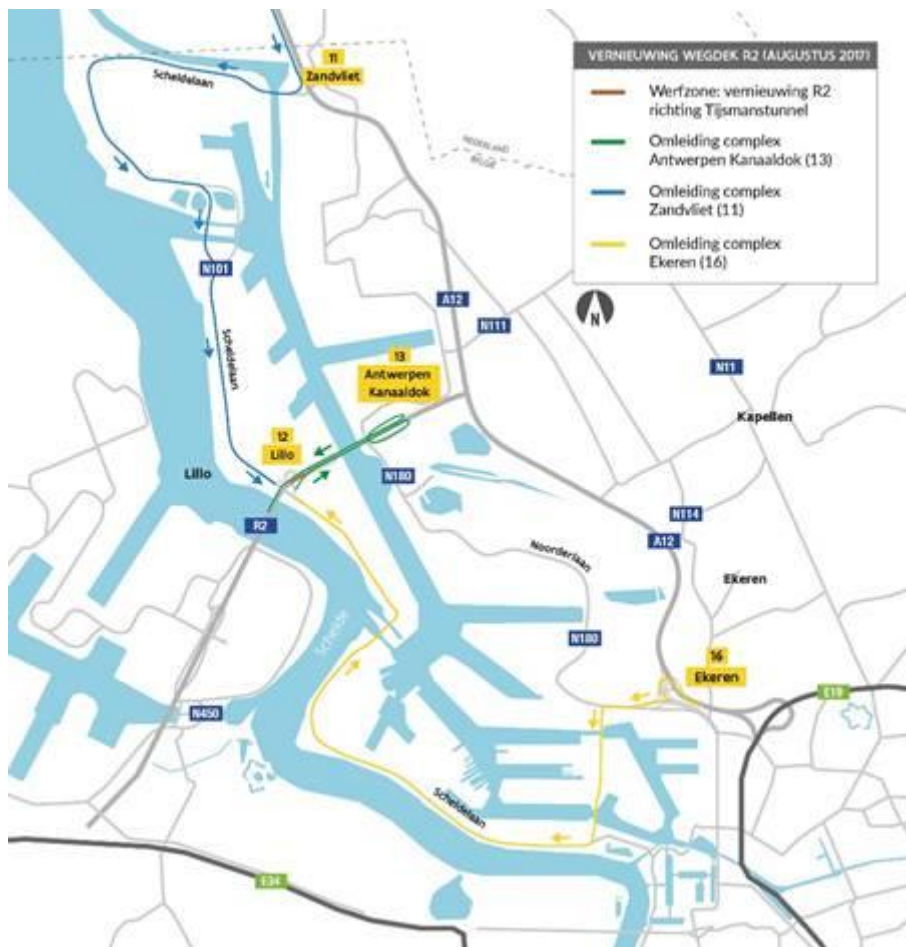 11
Zandvliet
Scheldelaan
VERNIEUWING WEGDEK R2 (AUGUSTUS 2017)
Werfzone: vernieuwing R2
richting Tijsmanstunnel
Omleiding complex
Antwerpen Kanaaldok (13)
Omleiding complex
Zandvliet (11)
Omleiding complex
Ekeren (16)
NEDERLAND
BELGIË
N101
A12
N
N111
Scheldelaan
13
Antwerpen
Kanaaldok
N11
Kapellen
12
Lillo
Lillo
N180
R2
N114
A12
Noorderlaan
Ekeren
Schelde
N180
16
Ekeren
E19
N450
Scheldelaan
E34